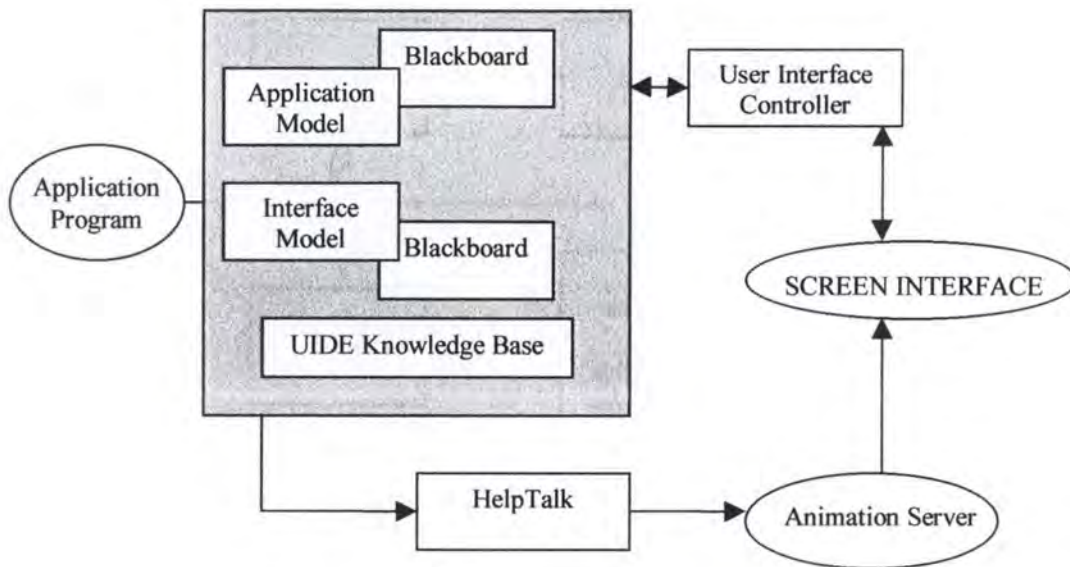 Blackboard
Application
Model
User Interface
Controller
Application
Program
Interface
Model
Blackboard
SCREEN INTERFACE
UIDE Knowledge Base
HelpTalk
Animation Server